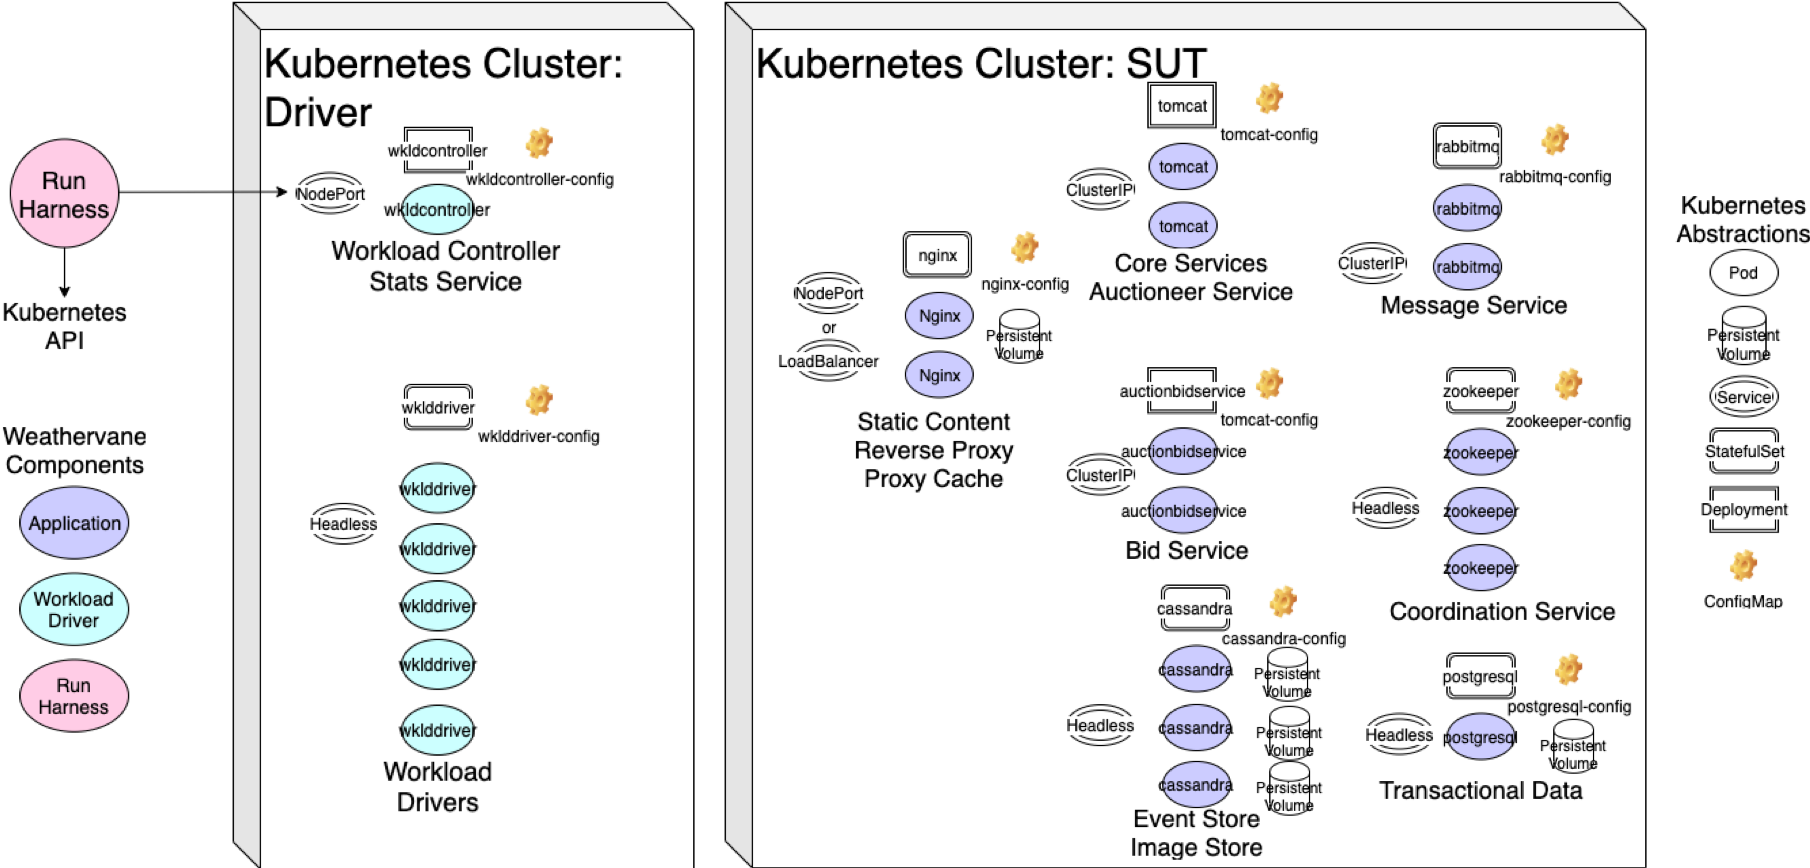 Kubernetes Cluster:
Driver
Run
Harness
Kubernetes
API
NodePort
wkldcontroller
wkldcontroller-config
wkldcontroller
Workload Controller
Stats Service
wklddriver
wklddriver-config
Headless
wklddriver
wklddriver
wklddriver
wklddriver
wklddriver
Workload
Drivers
Weathervane
Components
Application
Workload
Driver
Run
Harness
Kubernetes Cluster: SUT
NodePort
or
LoadBalancer
nginx
nginx-config
Nginx
Nginx
Persistent
Volume
Static Content
Reverse Proxy
Proxy Cache
tomcat
tomcat-config
ClusterIP
tomcat
tomcat
Core Services
Auctioneer Service
rabbitmq
rabbitmq-config
ClusterIP
rabbitmq
rabbitmq
Message Service
auctionbidservice
tomcat-config
ClusterIP
auctionbidservice
auctionbidservice
Bid Service
zookeeper
zookeeper-config
Headless
zookeeper
zookeeper
zookeeper
Coordination Service
cassandra
cassandra-config
Headless
cassandra
Persistent
Volume
cassandra
Persistent
Volume
cassandra
Persistent
Volume
Event Store
Image Store
postgresql
postgresql-config
Headless
postgresql
Persistent
Volume
Transactional Data
Kubernetes
Abstractions
Pod
Persistent
Volume
Service
StatefulSet
Deployment
ConfigMap